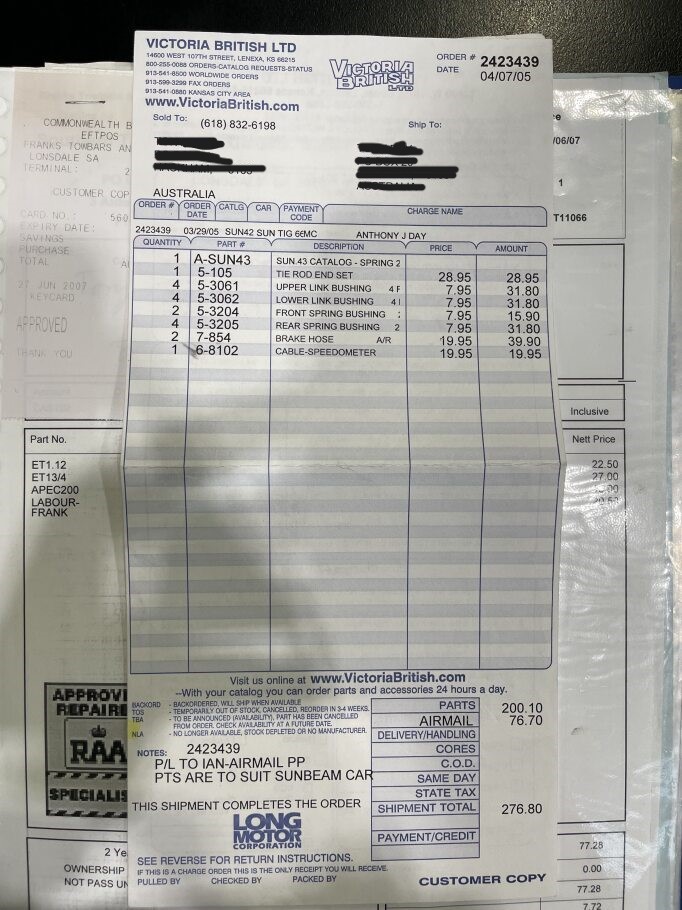 VICTORIA BRITISH LTD
14600 WEST 107TH STREET, LENEXA, KS 66215
800-255-0088 ORDERS-CATALOG REQUESTS-STATUS
913-541-8500 WORLDWIDE ORDERS
913-599-3299 FAX ORDERS
913-541-0880 KANSAS CITY AREA
www.VictoriaBritish.com
VICTORIA
BRITISH
LTD
ORDER # 2423439
DATE 04/07/05
Sold To: (618) 832-6198
Ship To:
AUSTRALIA
ORDER # ORDER DATE CATLG CAR PAYMENT CODE CHARGE NAME
2423439 03/29/05 SUN42 SUN TIG 66MC ANTHONY J DAY
QUANTITY PART # DESCRIPTION PRICE AMOUNT
1 A-SUN43 SUN.43 CATALOG - SPRING 2
1 5-105 TIE ROD END SET 28.95 28.95
4 5-3061 UPPER LINK BUSHING 4 F 7.95 31.80
4 5-3062 LOWER LINK BUSHING 4 7.95 31.80
2 5-3204 FRONT SPRING BUSHING 7.95 15.90
4 5-3205 REAR SPRING BUSHING 2 7.95 31.80
2 7-854 BRAKE HOSE A/R 19.95 39.90
1 6-8102 CABLE-SPEEDOMETER 19.95 19.95
Visit us online at www.VictoriaBritish.com
--With your catalog you can order parts and accessories 24 hours a day.
BACKORD - BACKORDERED, WILL SHIP WHEN AVAILABLE
TOS - TEMPORARILY OUT OF STOCK, CANCELLED, REORDER IN 3-4 WEEKS.
TBA - TO BE ANNOUNCED (AVAILABILITY), PART HAS BEEN CANCELLED
FROM ORDER. CHECK AVAILABILITY AT A FUTURE DATE.
NLA - NO LONGER AVAILABLE, STOCK DEPLETED OR NO MANUFACTURER.
NOTES: 2423439
P/L TO IAN-AIRMAIL PP
PTS ARE TO SUIT SUNBEAM CAR
THIS SHIPMENT COMPLETES THE ORDER
LONG
MOTOR
CORPORATION
PARTS 200.10
AIRMAIL 76.70
DELIVERY/HANDLING
CORES
C.O.D.
SAME DAY
STATE TAX
SHIPMENT TOTAL 276.80
PAYMENT/CREDIT
SEE REVERSE FOR RETURN INSTRUCTIONS.
IF THIS IS A CHARGE ORDER THIS IS THE ONLY RECEIPT YOU WILL RECEIVE.
PULLED BY CHECKED BY PACKED BY
CUSTOMER COPY
COMMONWEALTH B
EFTPOS
FRANKS TOWBARS AN
LONSDALE SA
TERMINAL: 2
CUSTOMER COP
CARD NO.: 560
EXPIRY DATE:
SAVINGS
PURCHASE
TOTAL A
27 JUN 2007
KEYCARD
APPROVED
THANK YOU
/06/07
1
T11066
Inclusive
Part No.
Nett Price
ET1.12 22.50
ET13/4 27.00
APEC200
LABOUR-
FRANK
APPROV
REPAIRE
RAA
SPECIALIS
2 Ye
OWNERSHIP
NOT PASS UN
77.28
0.00
77.28
7.72